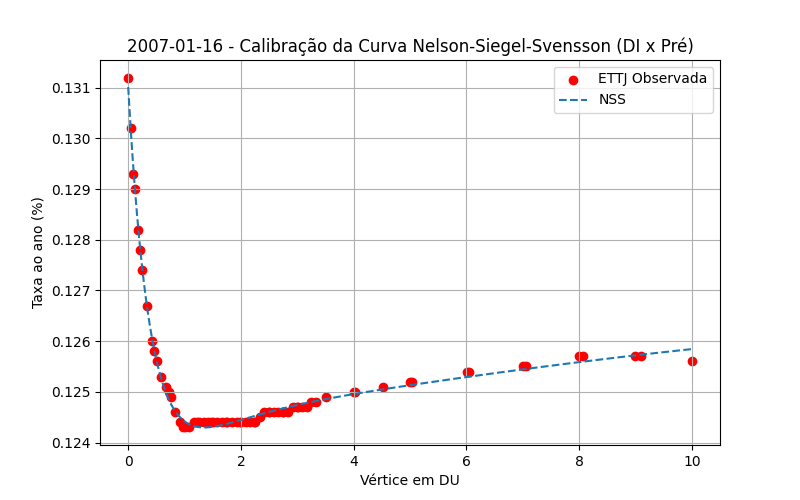 2007-01-16 - Calibração da Curva Nelson-Siegel-Svensson (DI x Pré)
ETTJ Observada
NSS
Taxa ao ano (%)
0.131
0.130
0.129
0.128
0.127
0.126
0.125
0.124
0 2 4 6 8 10
Vértice em DU